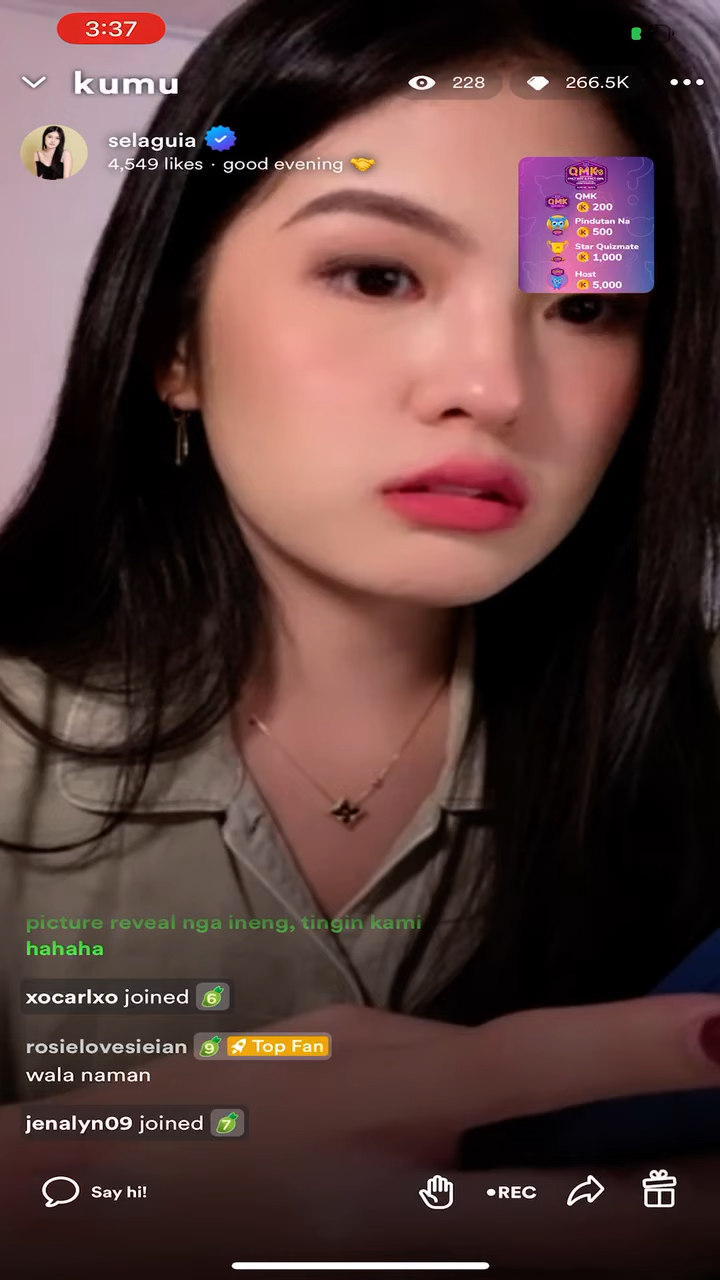 3:37
kumu
228
266.5K
selaguia
4,549 likes · good evening 🤝
QMK
QMK
QMK
200
Pindutan Na
500
Star Quizmate
1,000
Host
5,000
picture reveal nga ineng, tingin kami
hahaha
xocarlxo joined 6
rosielovesieian 9 Top Fan
wala naman
jenalyn09 joined 7
Say hi!
•REC